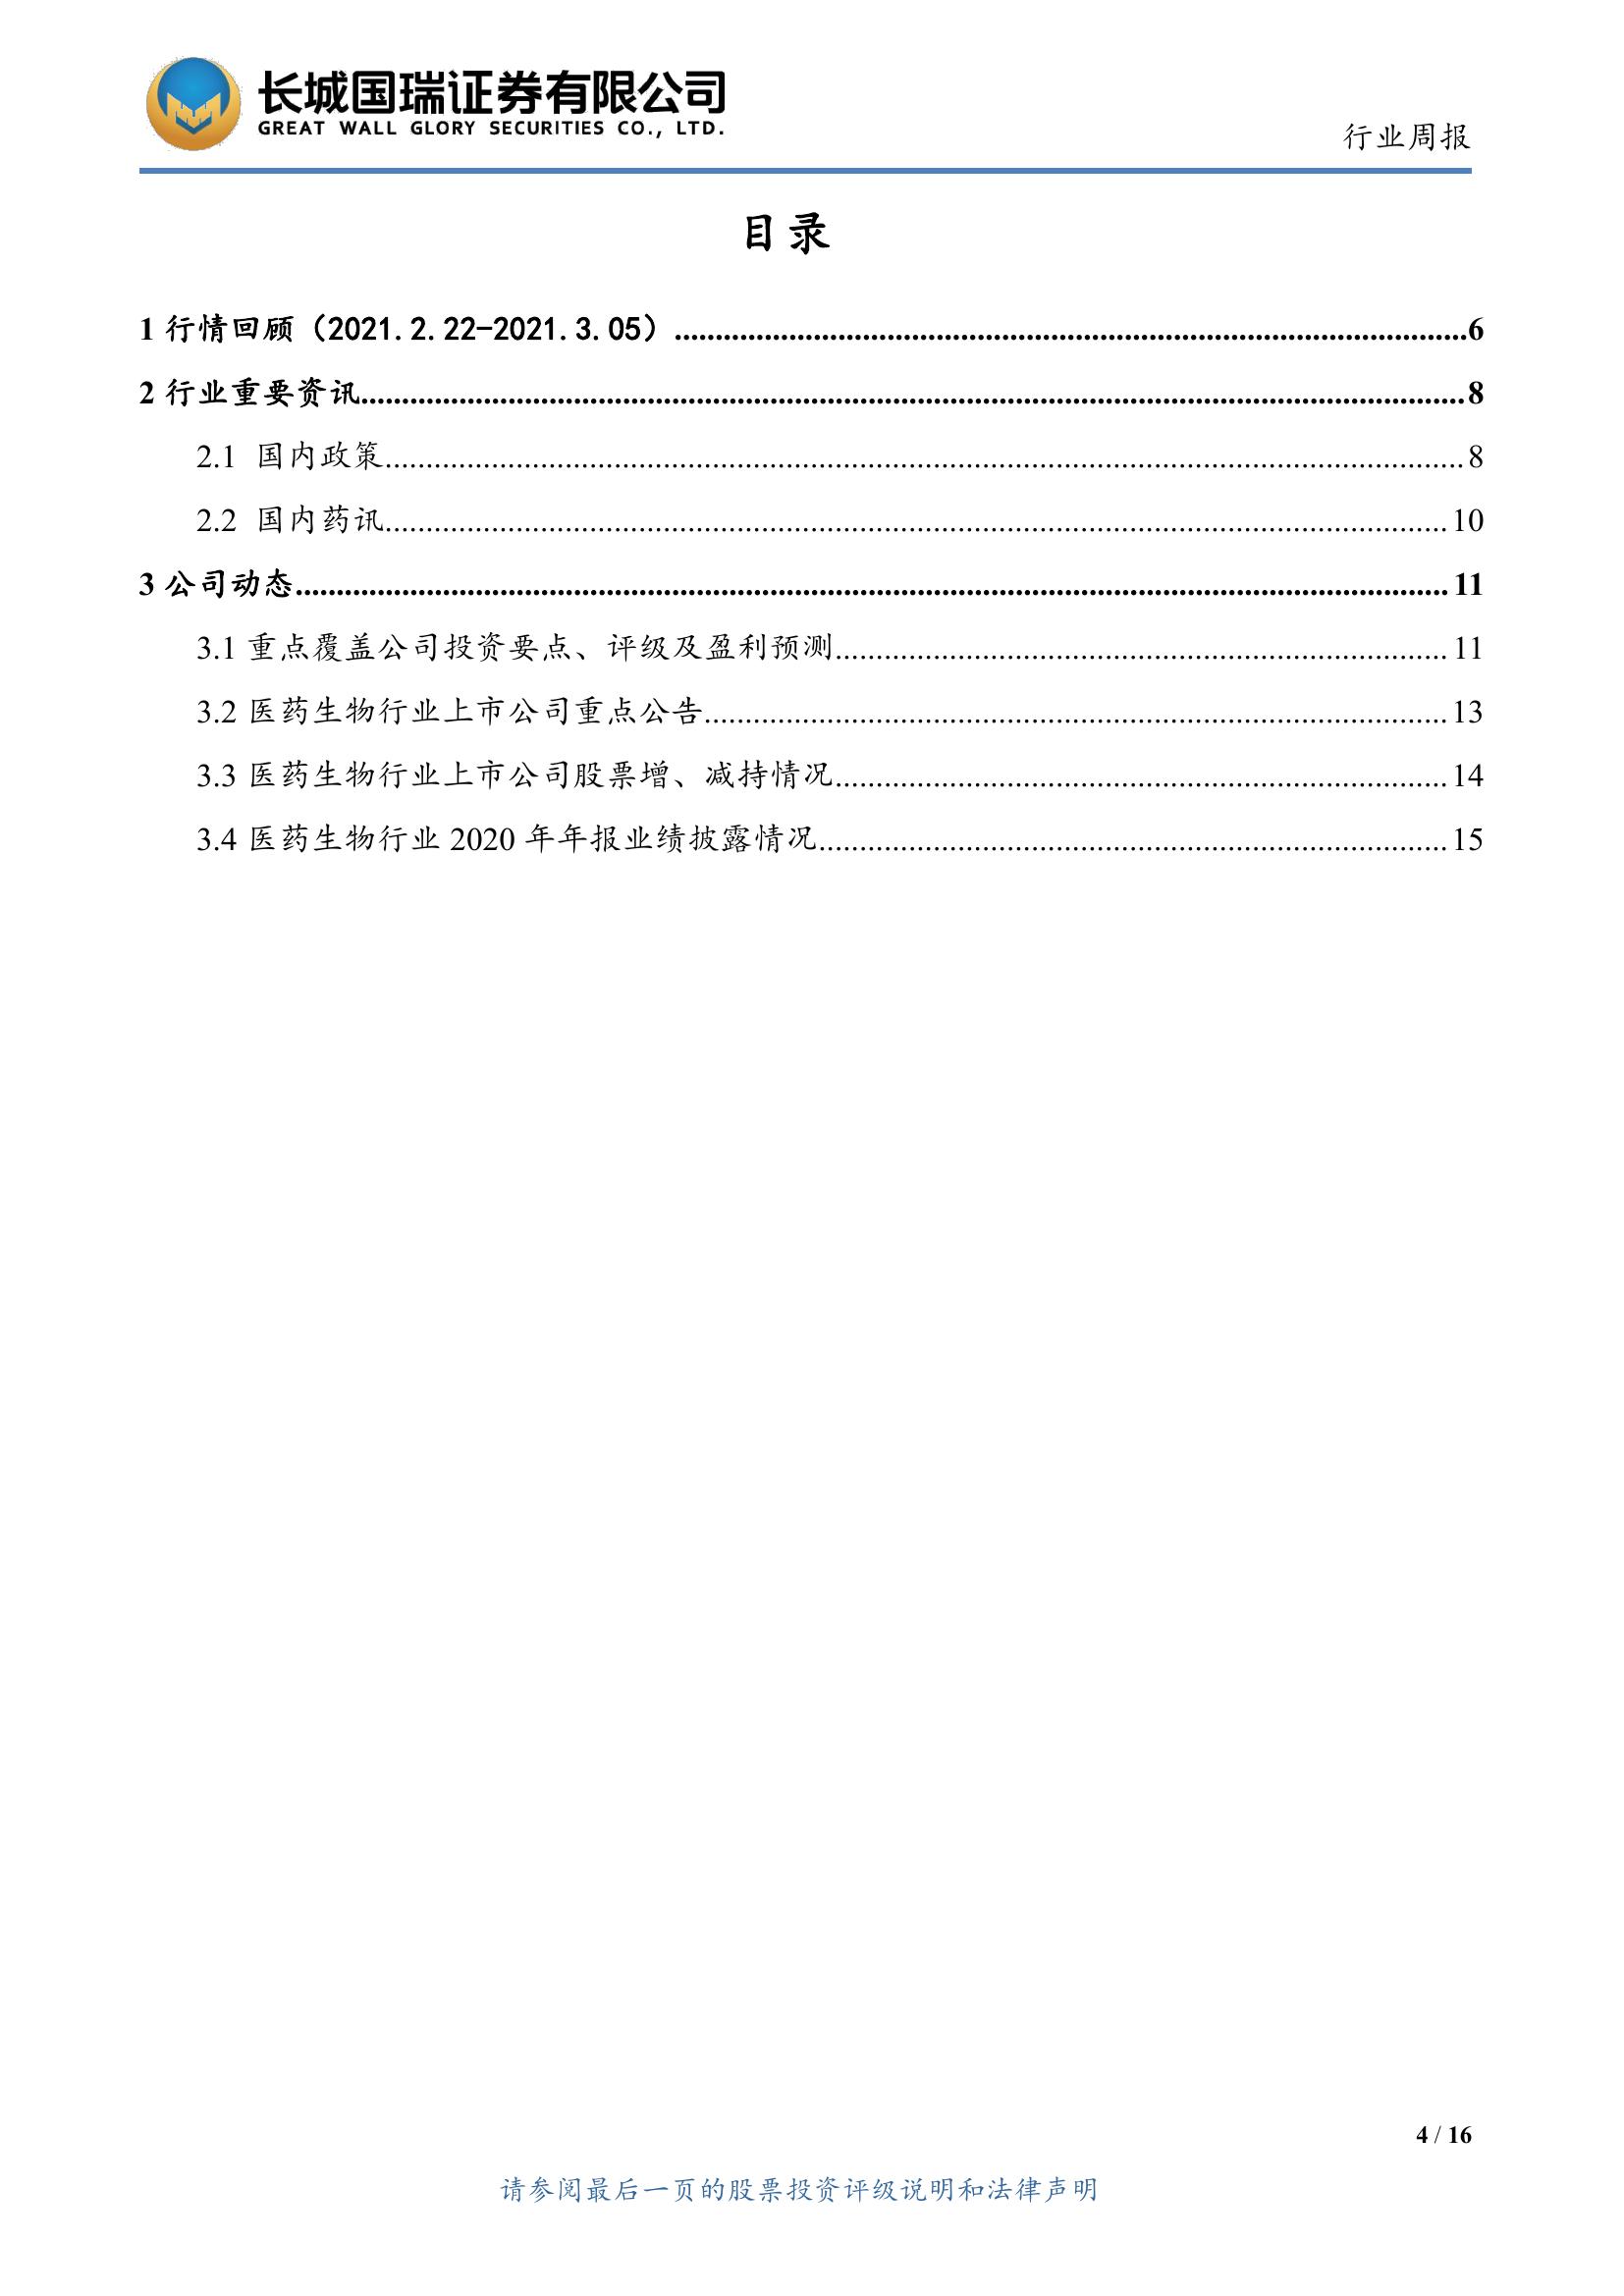 长城国瑞证券有限公司
GREAT WALL GLORY SECURITIES CO., LTD.
行业周报
目录
1 行情回顾（2021.2.22-2021.3.05）........................6
2 行业重要资讯........................8
2.1 国内政策........................8
2.2 国内药讯........................10
3 公司动态........................11
3.1 重点覆盖公司投资要点、评级及盈利预测........................11
3.2 医药生物行业上市公司重点公告........................13
3.3 医药生物行业上市公司股票增、减持情况........................14
3.4 医药生物行业 2020 年年报业绩披露情况........................15
4 / 16
请参阅最后一页的股票投资评级说明和法律声明